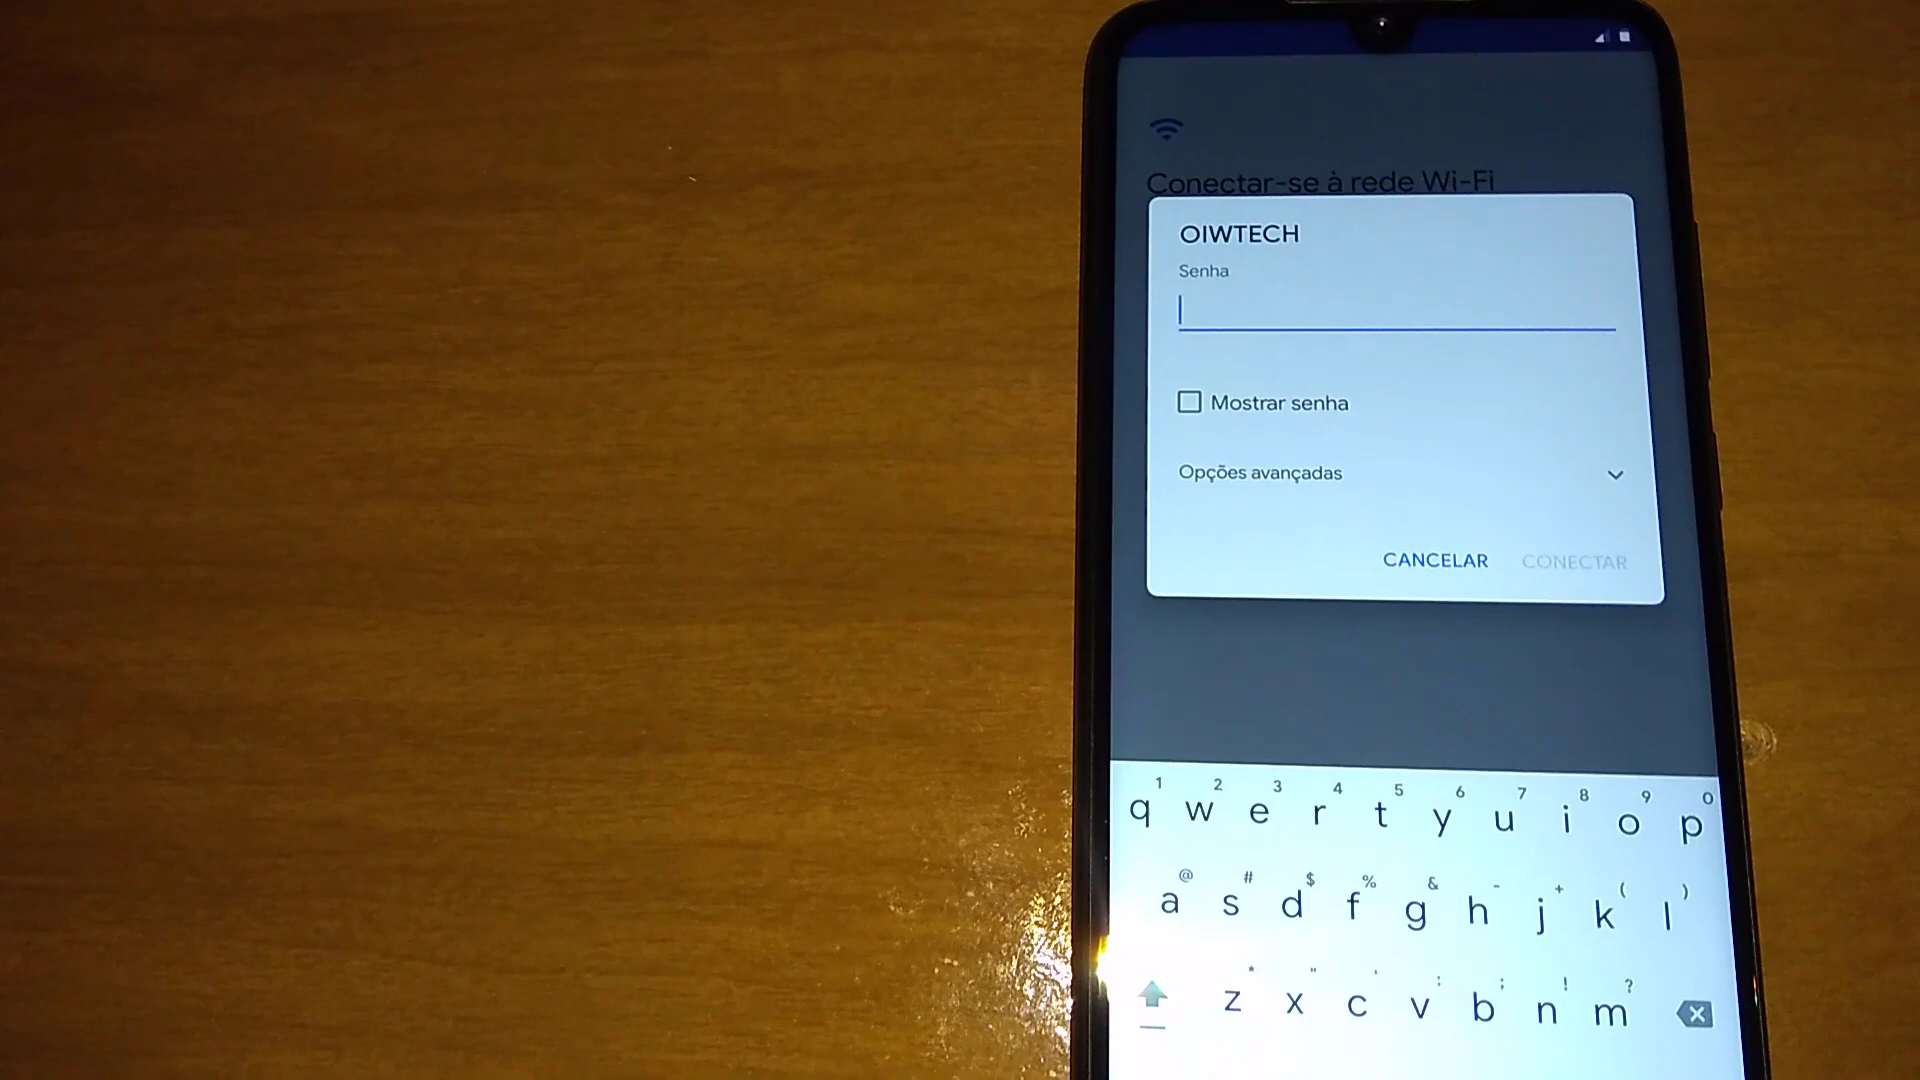 Conectar-se à rede Wi-Fi
OIWTECH
Senha
Mostrar senha
Opções avançadas
CANCELAR CONECTAR
1 2 3 4 5 6 7 8 9 0
q w e r t y u i o p
@ # $ % & - + ( )
a s d f g h j k l
* " ' : ; ! ?
z x c v b n m